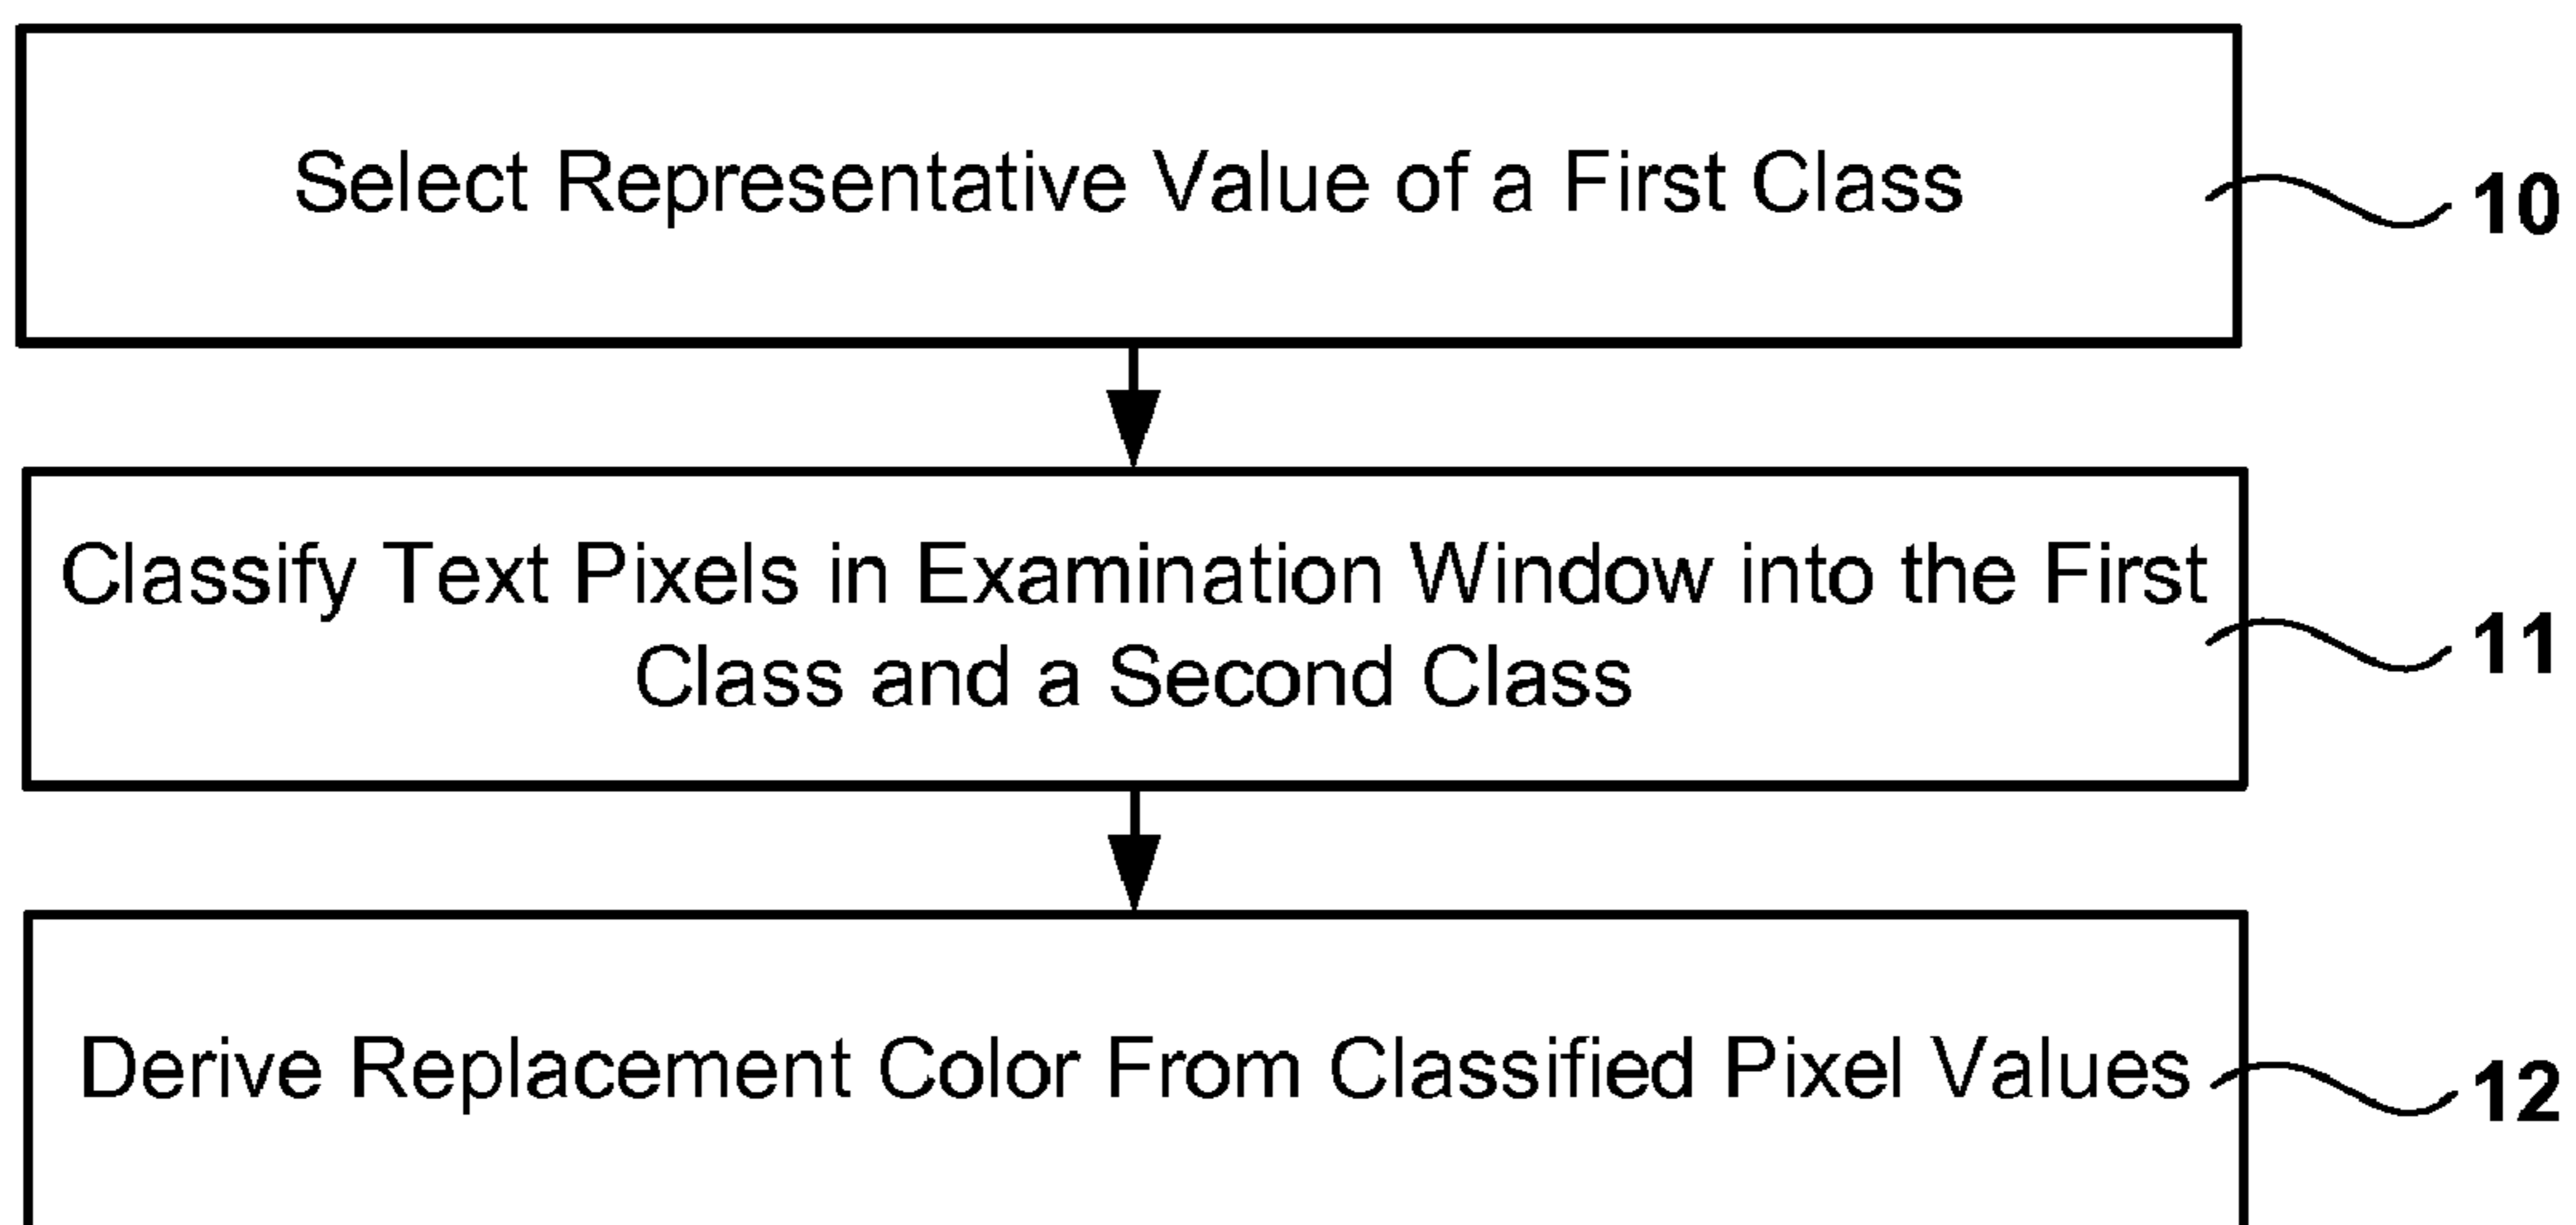 Select Representative Value of a First Class
10
Classify Text Pixels in Examination Window into the First
Class and a Second Class
11
Derive Replacement Color From Classified Pixel Values
12